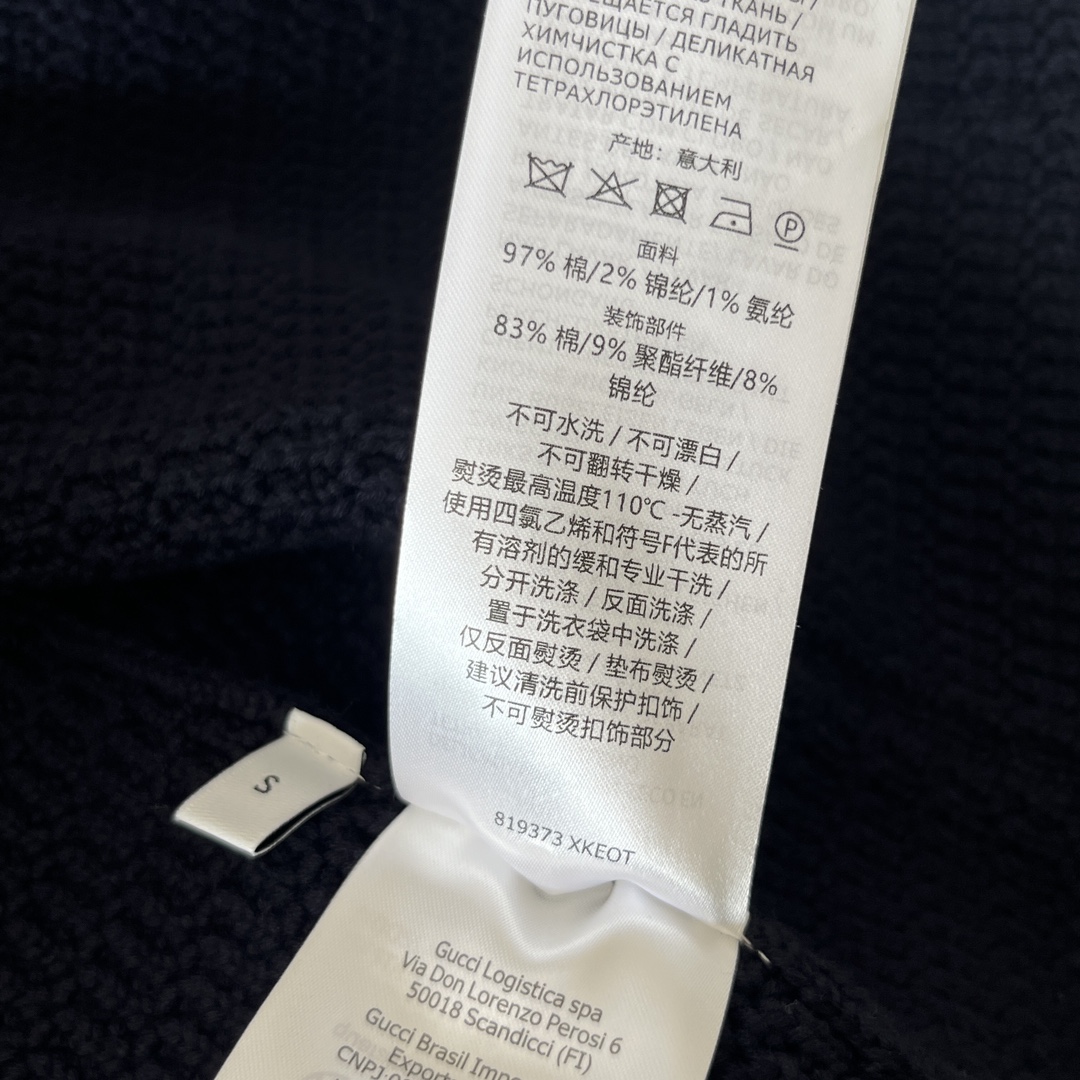 ТКАНЬ /
ГЛАДИТЬ
ПУГОВИЦЫ / ДЕЛИКАТНАЯ
ХИМЧИСТКА С
ИСПОЛЬЗОВАНИЕМ
ТЕТРАХЛОРЭТИЛЕНА
产地：意大利
P
面料
97% 棉/2% 锦纶/1% 氨纶
装饰部件
83% 棉/9% 聚酯纤维/8%
锦纶
不可水洗 / 不可漂白 /
不可翻转干燥 /
熨烫最高温度110℃ -无蒸汽 /
使用四氯乙烯和符号F代表的所
有溶剂的缓和专业干洗 /
分开洗涤 / 反面洗涤 /
置于洗衣袋中洗涤 /
仅反面熨烫 / 垫布熨烫 /
建议清洗前保护扣饰 /
不可熨烫扣饰部分
S
819373 XKEOT
Gucci Logistica spa
Via Don Lorenzo Perosi 6
50018 Scandicci (FI)
Gucci Brasil
CNPJ